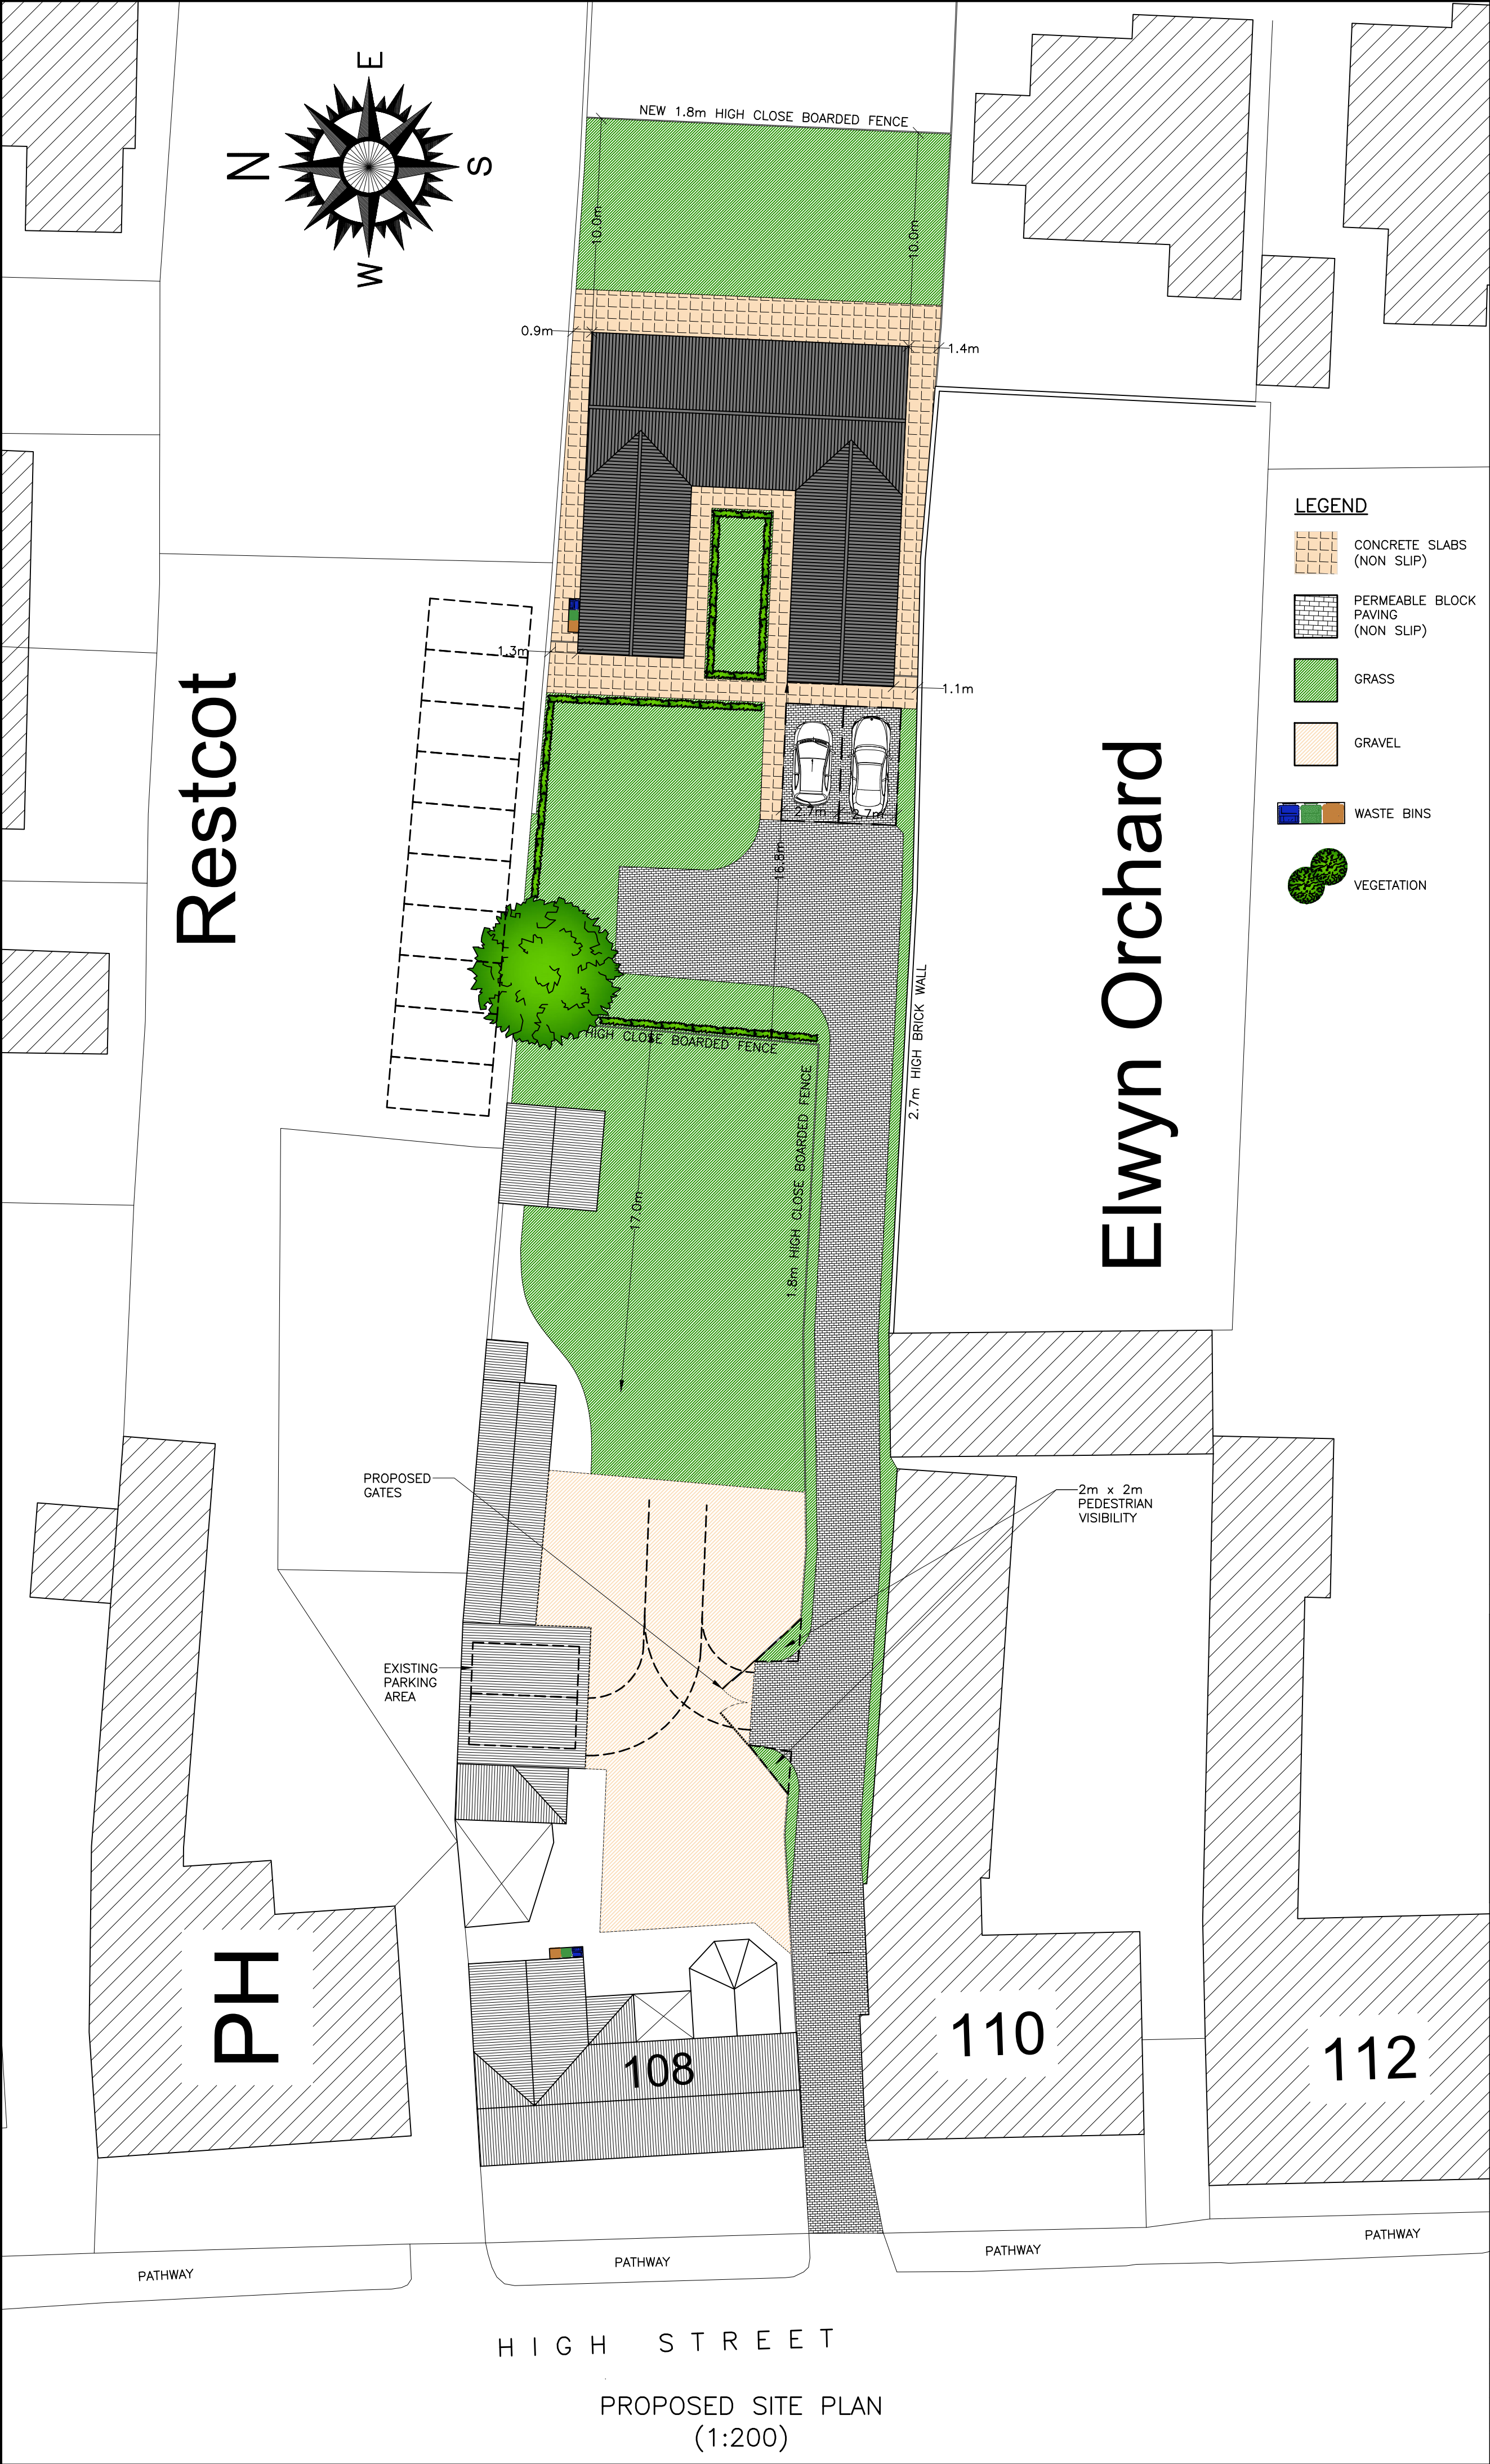 E
N
S
W
NEW 1.8m HIGH CLOSE BOARDED FENCE
10.0m
10.0m
0.9m
1.4m
LEGEND
CONCRETE SLABS
(NON SLIP)
PERMEABLE BLOCK
PAVING
(NON SLIP)
GRASS
GRAVEL
WASTE BINS
VEGETATION
1.3m
1.1m
Restcot
Elwyn Orchard
2.7m
2.7m
16.8m
2.7m HIGH BRICK WALL
HIGH CLOSE BOARDED FENCE
1.8m HIGH CLOSE BOARDED FENCE
17.0m
PROPOSED
GATES
2m x 2m
PEDESTRIAN
VISIBILITY
EXISTING
PARKING
AREA
PH
108
110
112
PATHWAY
PATHWAY
PATHWAY
PATHWAY
HIGH STREET
PROPOSED SITE PLAN
(1:200)